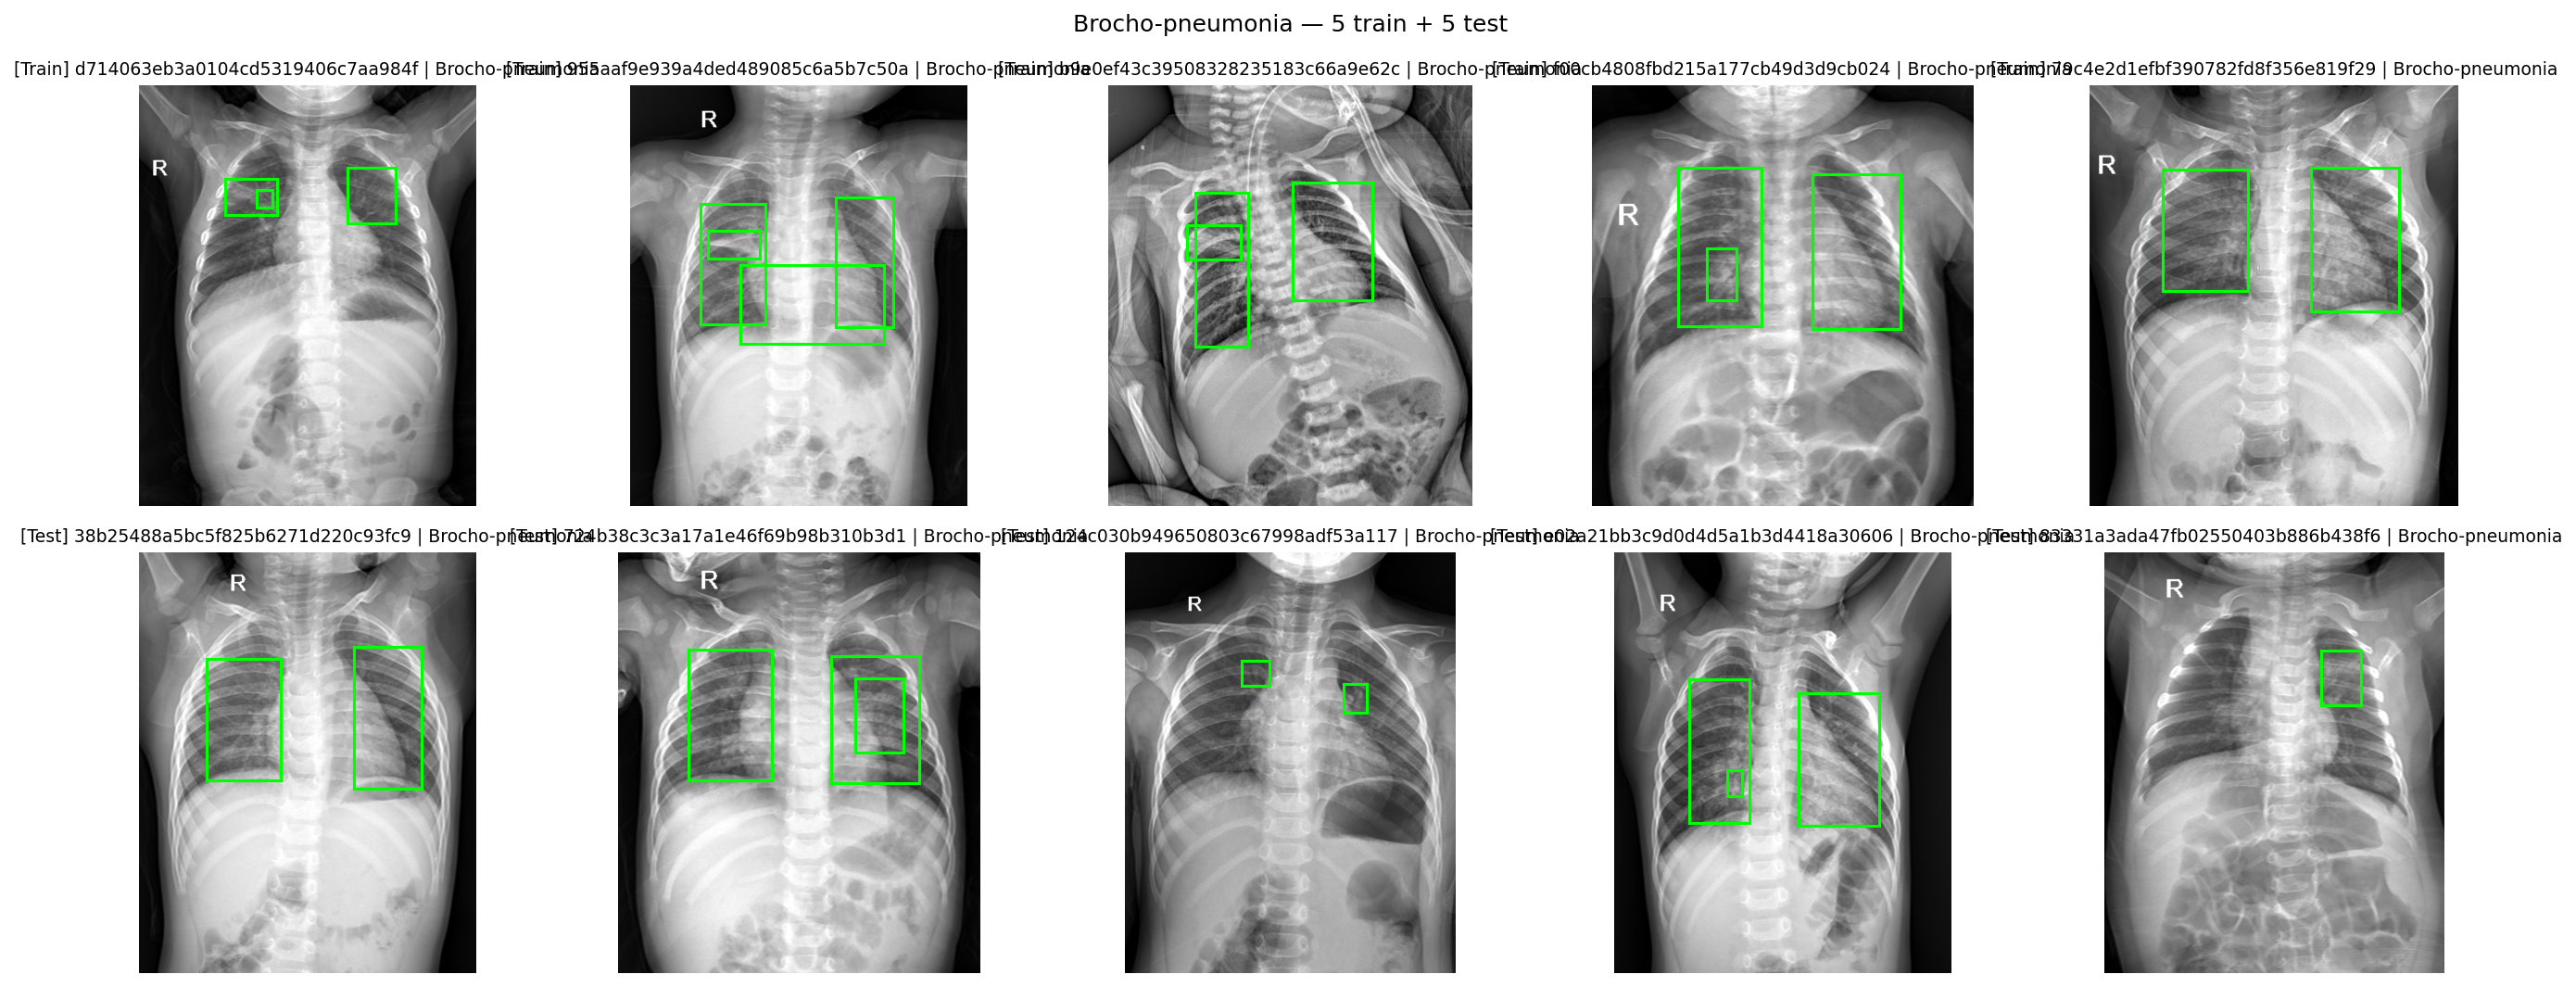 Brocho-pneumonia — 5 train + 5 test
[Train] d714063eb3a0104cd5319406c7aa984f | Brocho-pneumonia
[Train] 955aaf9e939a4ded489085c6a5b7c50a | Brocho-pneumonia
[Train] | Brocho-pneumonia
[Train] f00cb4808fbd215a177cb49d3d9cb024 | Brocho-pneumonia
[Train] 79c4e2d1efbf390782fd8f356e819f29 | Brocho-pneumonia
R
R
R
R
[Test] 38b25488a5bc5f825b6271d220c93fc9 | Brocho-pneumonia
[Test] 724b38c3c3a17a1e46f69b98b310b3d1 | Brocho-pneumonia
[Test] 124c030b949650803c67998adf53a117 | Brocho-pneumonia
[Test] e02a21bb3c9d0d4d5a1b3d4418a30606 | Brocho-pneumonia
[Test] 83331a3ada47fb02550403b886b438f6 | Brocho-pneumonia
R
R
R
R
R